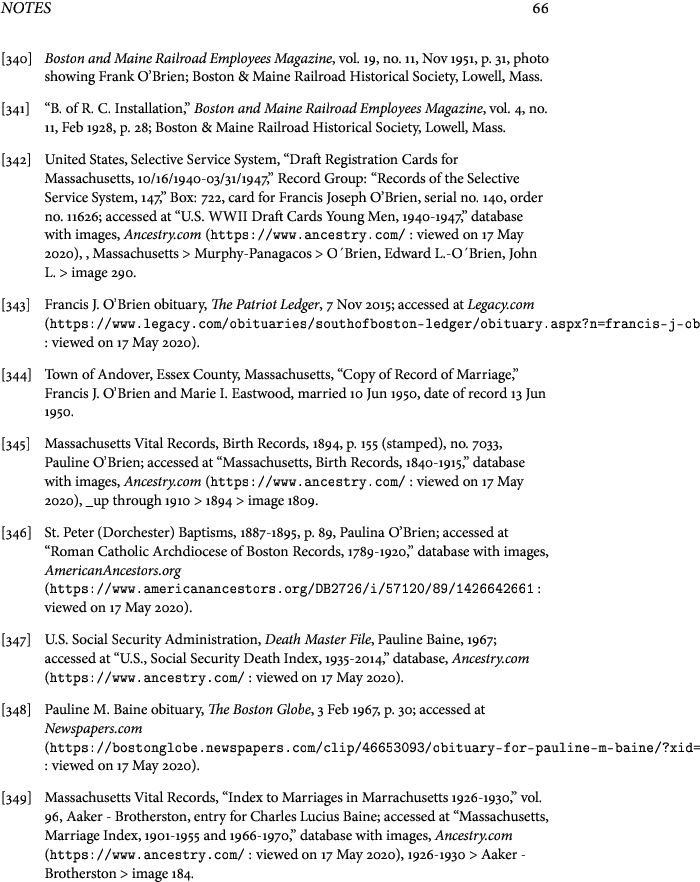 NOTES 66
[340] Boston and Maine Railroad Employees Magazine, vol. 19, no. 11, Nov 1951, p. 31, photo
showing Frank O’Brien; Boston & Maine Railroad Historical Society, Lowell, Mass.
[341] “B. of R. C. Installation,” Boston and Maine Railroad Employees Magazine, vol. 4, no.
11, Feb 1928, p. 28; Boston & Maine Railroad Historical Society, Lowell, Mass.
[342] United States, Selective Service System, “Draft Registration Cards for
Massachusetts, 10/16/1940-03/31/1947,” Record Group: “Records of the Selective
Service System, 147,” Box: 722, card for Francis Joseph O’Brien, serial no. 140, order
no. 11626; accessed at “U.S. WWII Draft Cards Young Men, 1940-1947,” database
with images, Ancestry.com (https://www.ancestry.com/ : viewed on 17 May
2020), , Massachusetts > Murphy-Panagacos > O´Brien, Edward L.-O´Brien, John
L. > image 290.
[343] Francis J. O’Brien obituary, The Patriot Ledger, 7 Nov 2015; accessed at Legacy.com
(https://www.legacy.com/obituaries/southofboston-ledger/obituary.aspx?n=francis-j-ob
: viewed on 17 May 2020).
[344] Town of Andover, Essex County, Massachusetts, “Copy of Record of Marriage,”
Francis J. O’Brien and Marie I. Eastwood, married 10 Jun 1950, date of record 13 Jun
1950.
[345] Massachusetts Vital Records, Birth Records, 1894, p. 155 (stamped), no. 7033,
Pauline O’Brien; accessed at “Massachusetts, Birth Records, 1840-1915,” database
with images, Ancestry.com (https://www.ancestry.com/ : viewed on 17 May
2020), _up through 1910 > 1894 > image 1809.
[346] St. Peter (Dorchester) Baptisms, 1887-1895, p. 89, Paulina O’Brien; accessed at
“Roman Catholic Archdiocese of Boston Records, 1789-1920,” database with images,
AmericanAncestors.org
(https://www.americanancestors.org/DB2726/i/57120/89/1426642661 :
viewed on 17 May 2020).
[347] U.S. Social Security Administration, Death Master File, Pauline Baine, 1967;
accessed at “U.S., Social Security Death Index, 1935-2014,” database, Ancestry.com
(https://www.ancestry.com/ : viewed on 17 May 2020).
[348] Pauline M. Baine obituary, The Boston Globe, 3 Feb 1967, p. 30; accessed at
Newspapers.com
(https://bostonglobe.newspapers.com/clip/46653093/obituary-for-pauline-m-baine/?xid=
: viewed on 17 May 2020).
[349] Massachusetts Vital Records, “Index to Marriages in Marrachusetts 1926-1930,” vol.
96, Aaker - Brotherston, entry for Charles Lucius Baine; accessed at “Massachusetts,
Marriage Index, 1901-1955 and 1966-1970,” database with images, Ancestry.com
(https://www.ancestry.com/ : viewed on 17 May 2020), 1926-1930 > Aaker -
Brotherston > image 184.